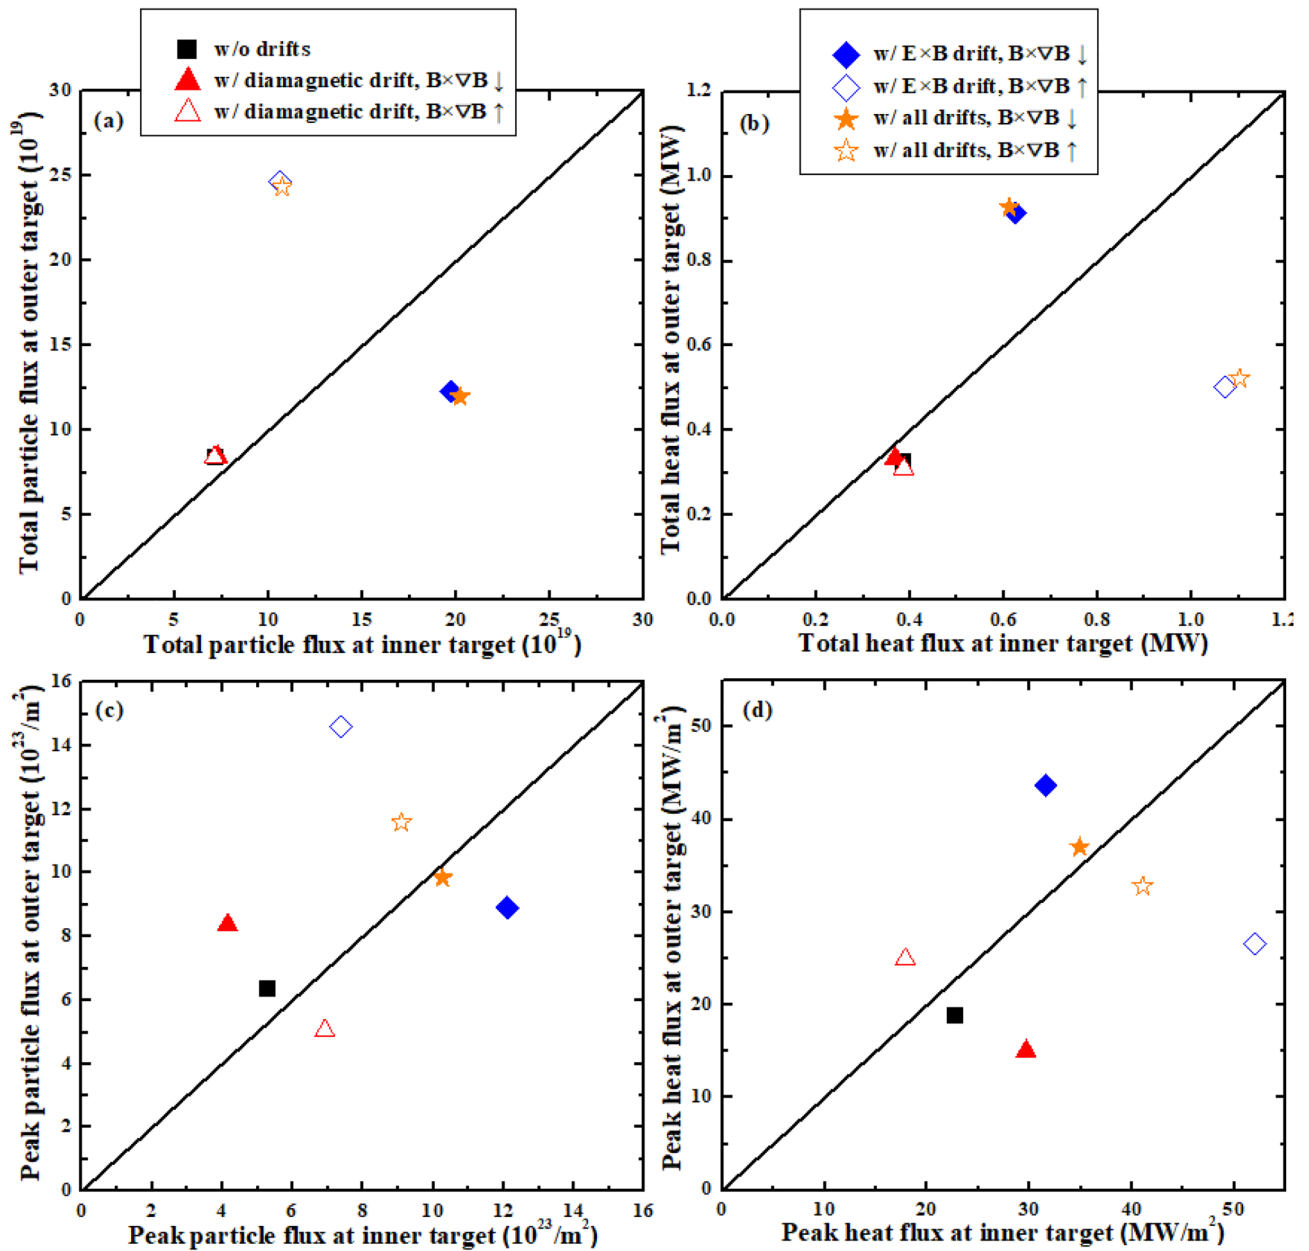 w/o drifts
w/ diamagnetic drift, B×∇B ↓
w/ diamagnetic drift, B×∇B ↑
w/ E×B drift, B×∇B ↓
w/ E×B drift, B×∇B ↑
w/ all drifts, B×∇B ↓
w/ all drifts, B×∇B ↑
(a)
Total particle flux at outer target (10^19)
30
25
20
15
10
5
0
0 5 10 15 20 25 30
Total particle flux at inner target (10^19)
(b)
Total heat flux at outer target (MW)
1.2
1.0
0.8
0.6
0.4
0.2
0.0
0.0 0.2 0.4 0.6 0.8 1.0 1.2
Total heat flux at inner target (MW)
(c)
Peak particle flux at outer target (10^23/m^2)
16
14
12
10
8
6
4
2
0
0 2 4 6 8 10 12 14 16
Peak particle flux at inner target (10^23/m^2)
(d)
Peak heat flux at outer target (MW/m^2)
50
40
30
20
10
0
0 10 20 30 40 50
Peak heat flux at inner target (MW/m^2)